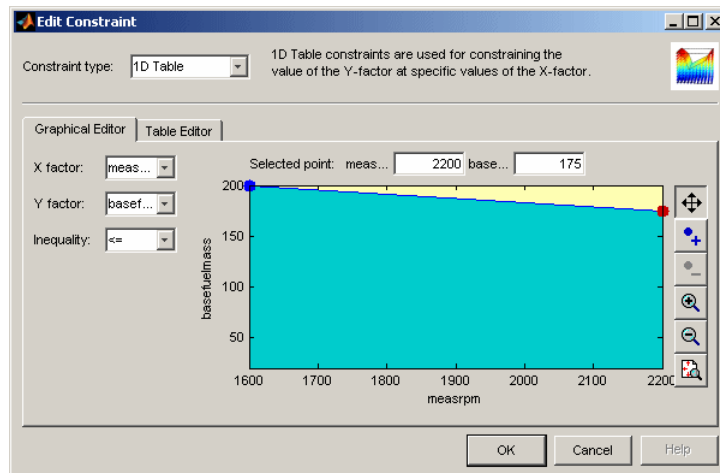 Edit Constraint
Constraint type: 1D Table
1D Table constraints are used for constraining the
value of the Y-factor at specific values of the X-factor.
Graphical Editor Table Editor
X factor: meas...
Y factor: basef...
Inequality: <=
Selected point: meas... 2200 base... 175
200
150
100
50
basefuelmass
1600 1700 1800 1900 2000 2100 2200
measrpm
OK Cancel Help